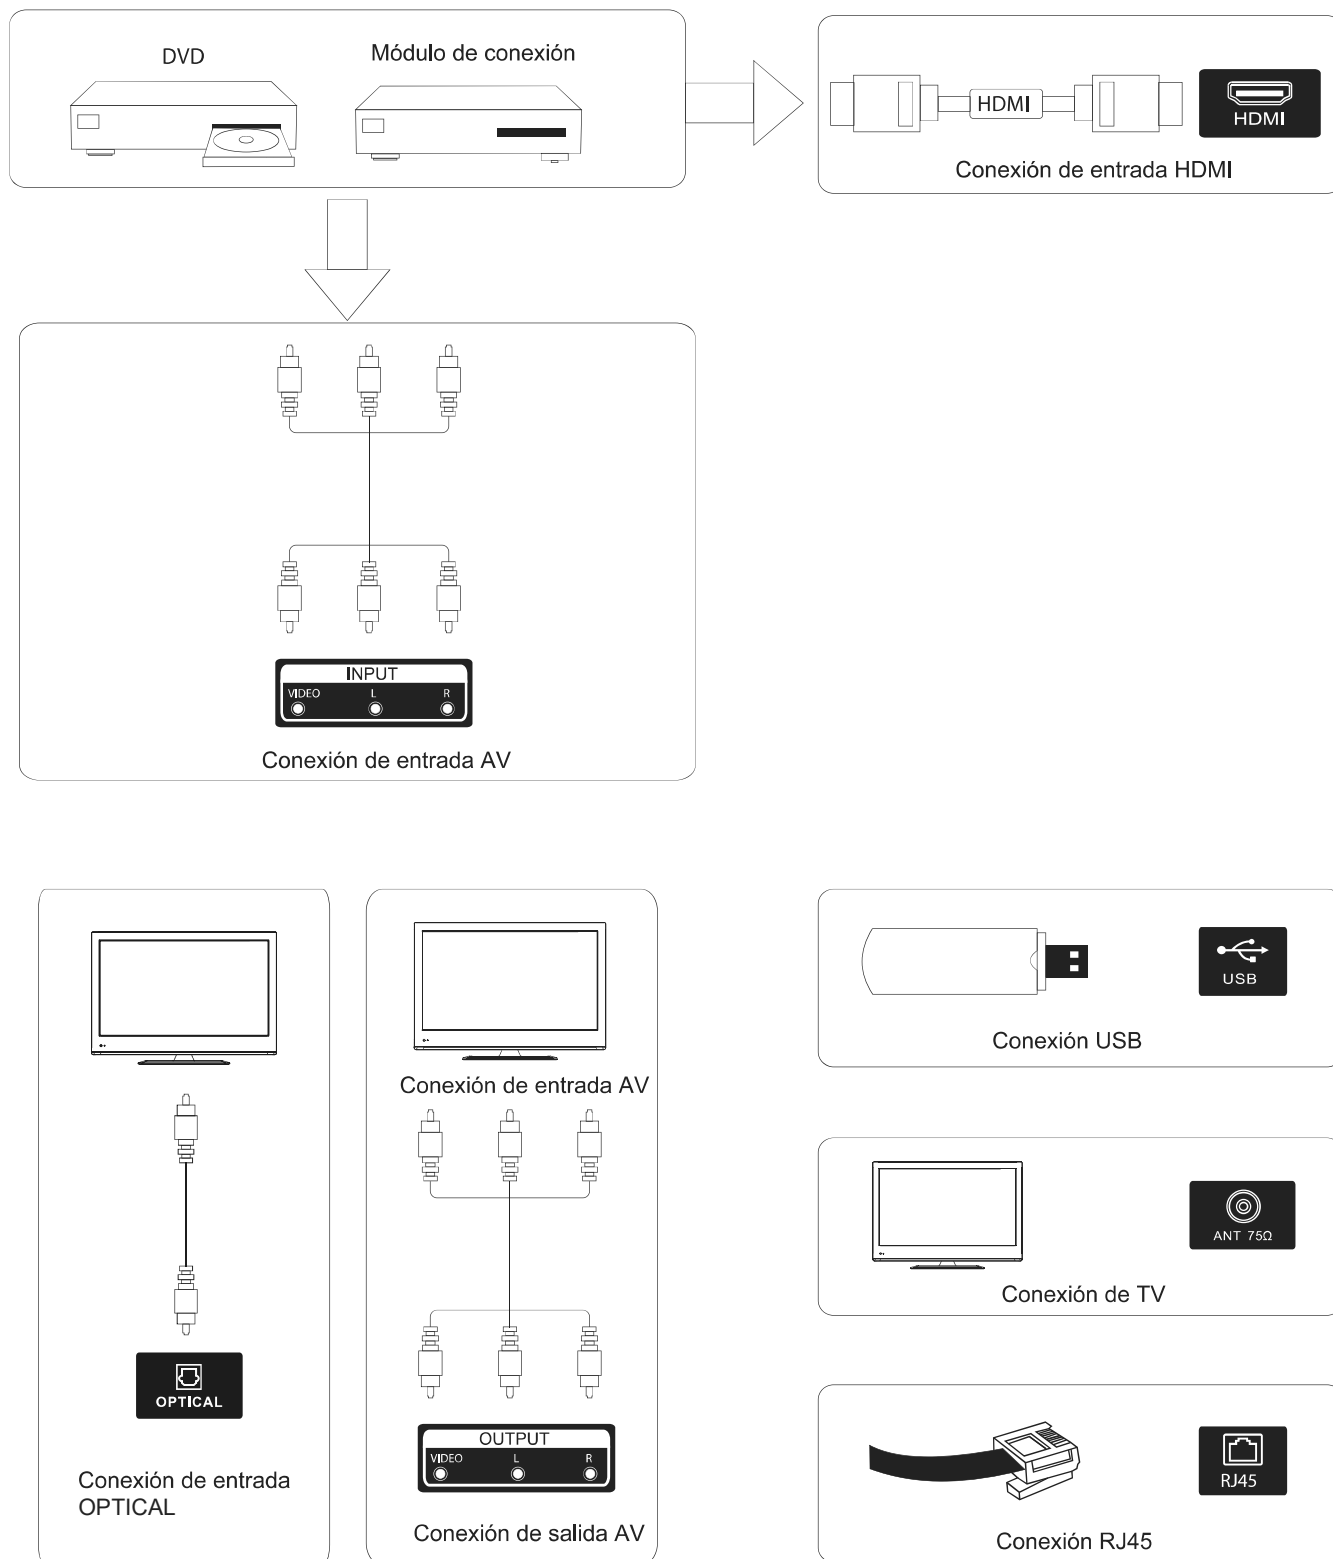 DVD
Módulo de conexión
HDMI
HDMI
Conexión de entrada HDMI
INPUT
VIDEO L R
Conexión de entrada AV
OPTICAL
Conexión de entrada
OPTICAL
Conexión de entrada AV
OUTPUT
VIDEO L R
Conexión de salida AV
USB
Conexión USB
ANT 75Ω
Conexión de TV
RJ45
Conexión RJ45